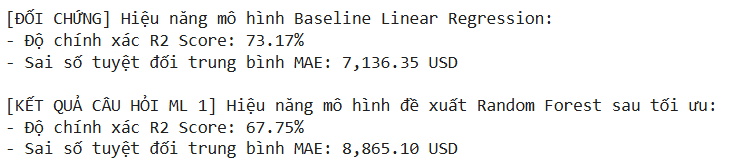 [ĐỐI CHỨNG] Hiệu năng mô hình Baseline Linear Regression:
- Độ chính xác R2 Score: 73.17%
- Sai số tuyệt đối trung bình MAE: 7,136.35 USD
[KẾT QUẢ CÂU HỎI ML 1] Hiệu năng mô hình đề xuất Random Forest sau tối ưu:
- Độ chính xác R2 Score: 67.75%
- Sai số tuyệt đối trung bình MAE: 8,865.10 USD